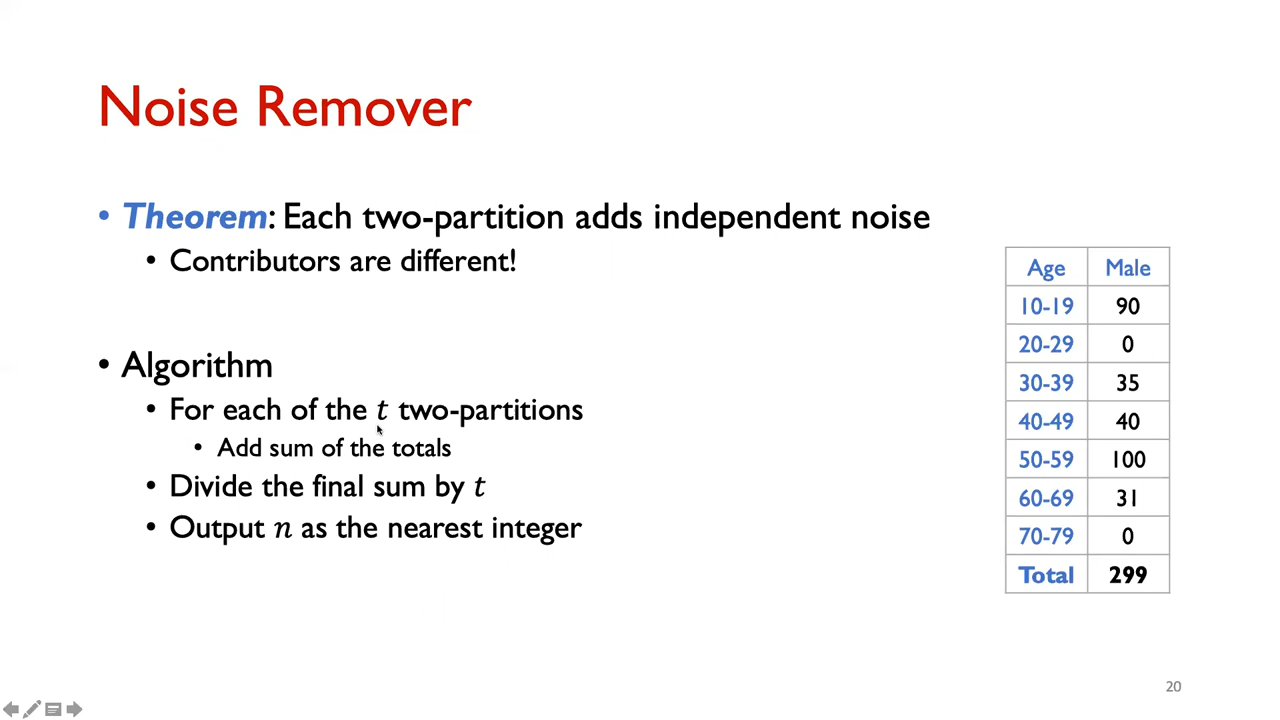 Noise Remover
• Theorem: Each two-partition adds independent noise
• Contributors are different!
• Algorithm
• For each of the t two-partitions
• Add sum of the totals
• Divide the final sum by t
• Output n as the nearest integer
Age Male
10-19 90
20-29 0
30-39 35
40-49 40
50-59 100
60-69 31
70-79 0
Total 299
20